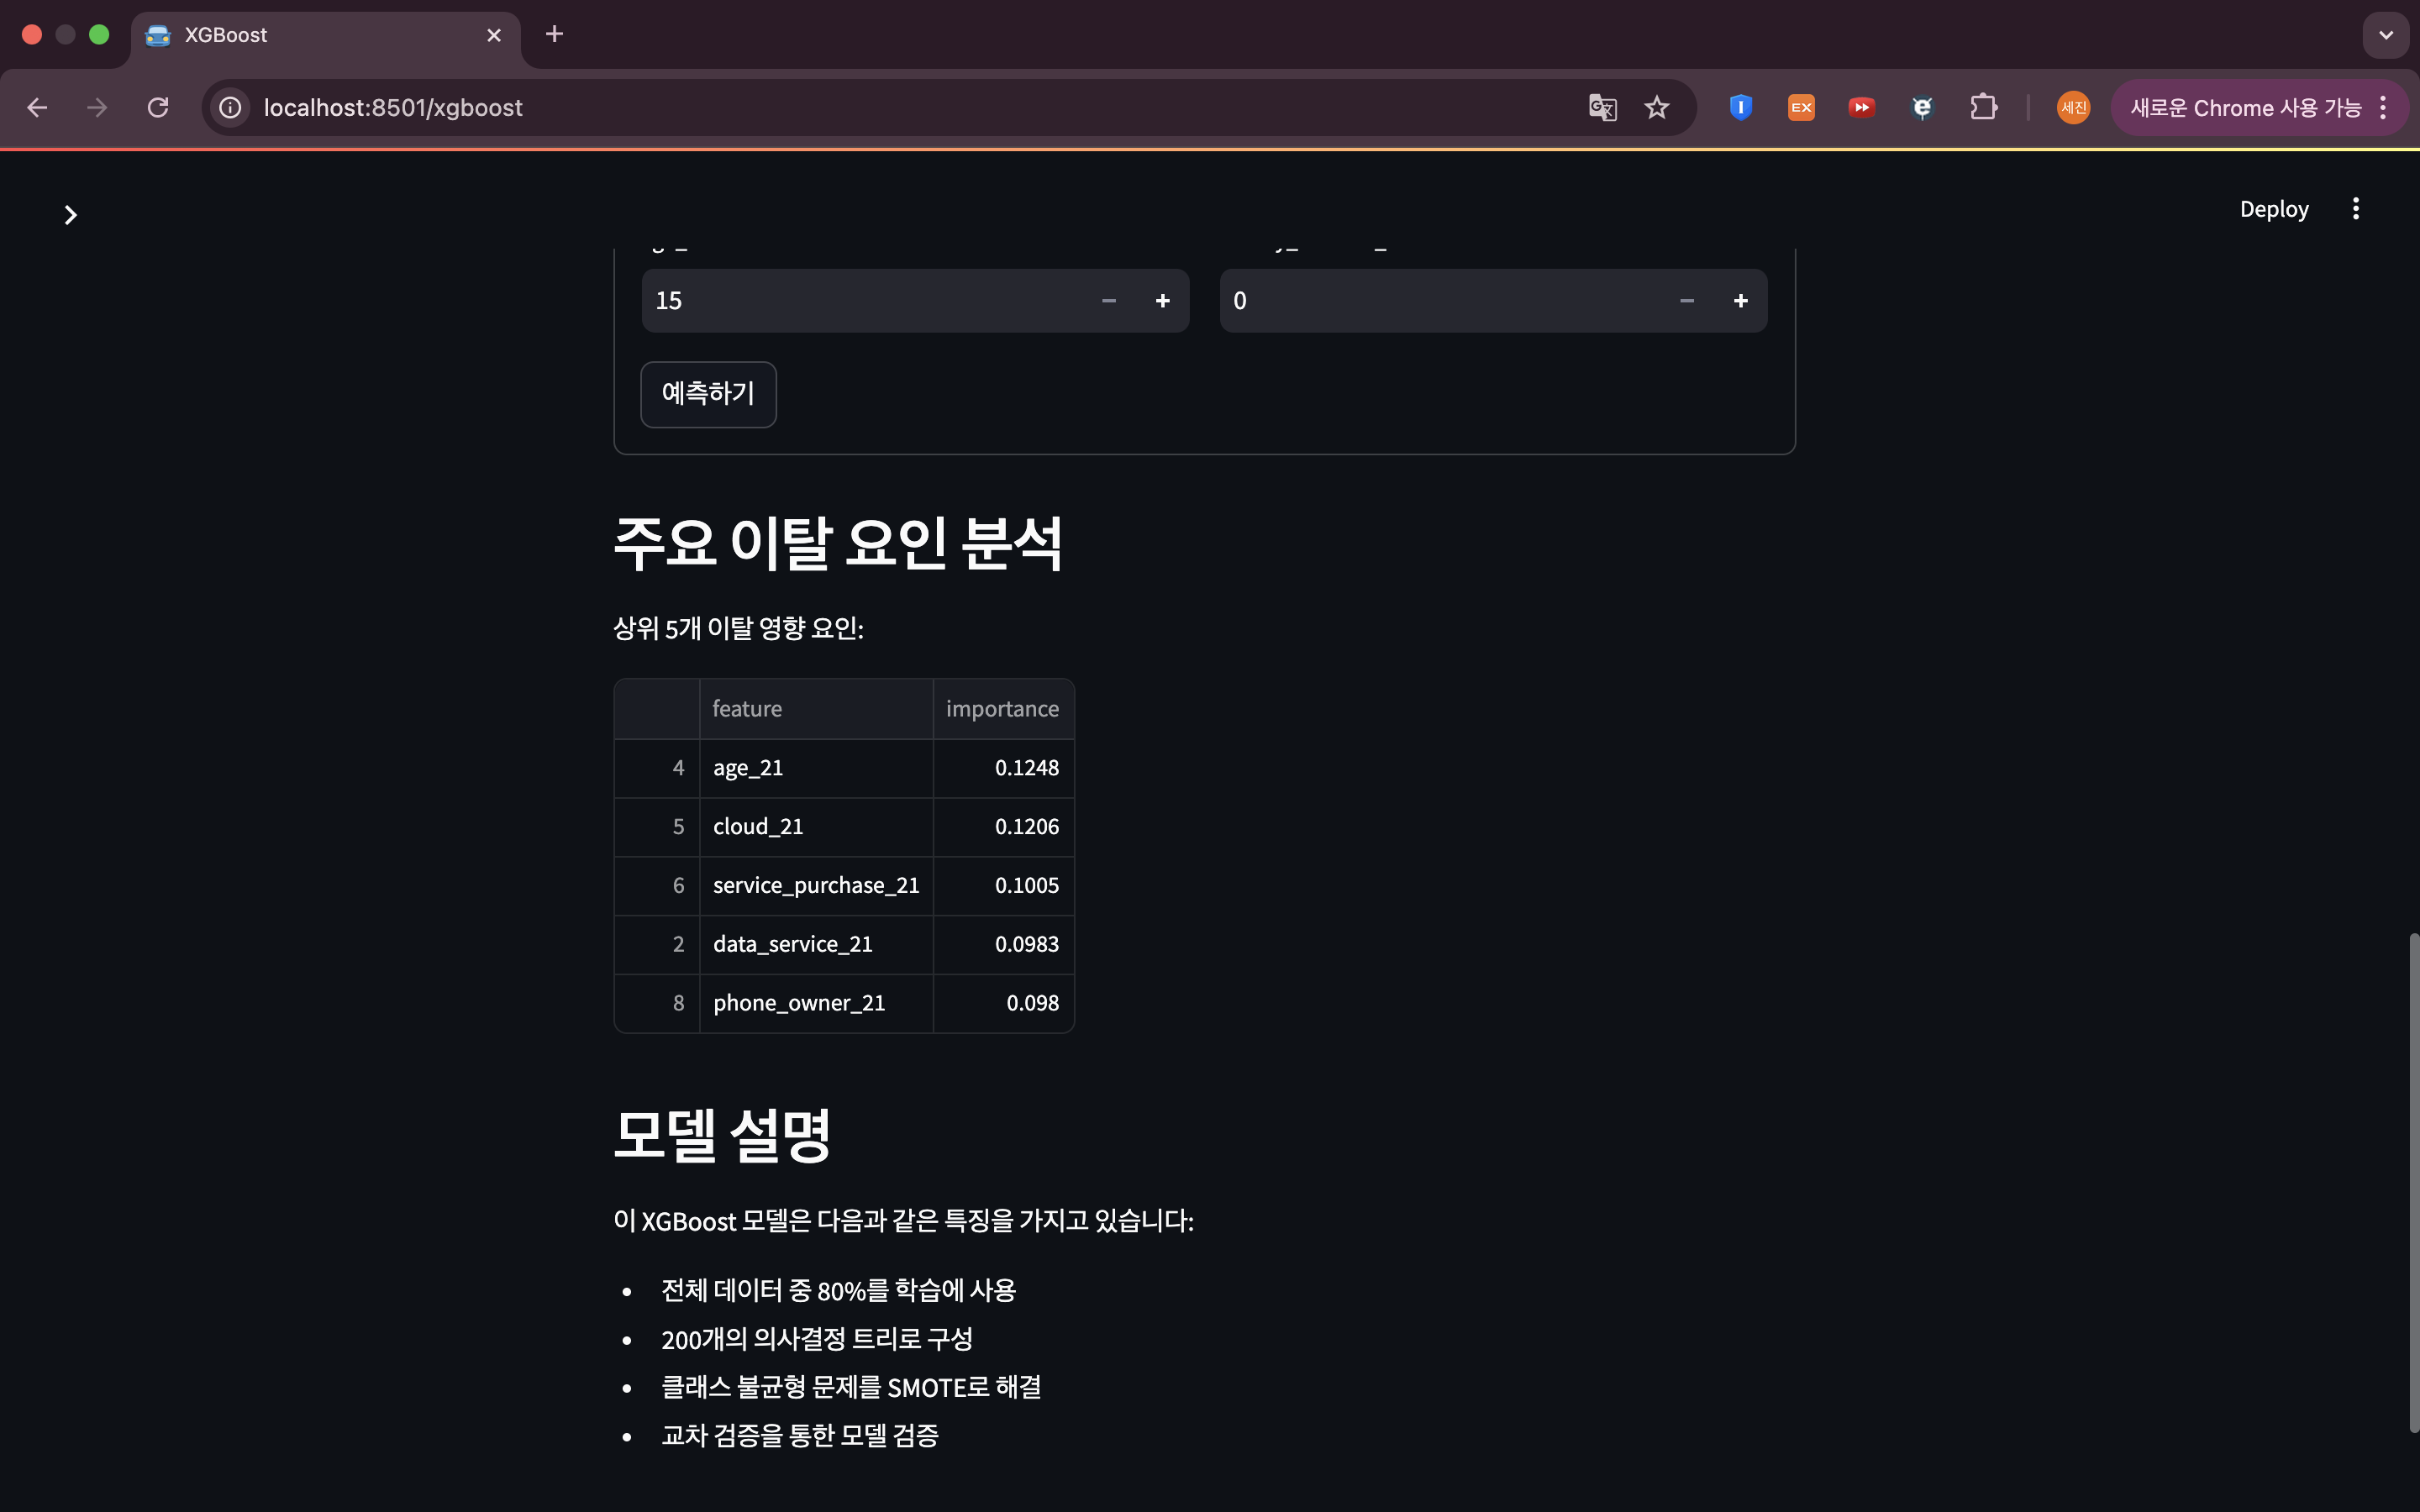 XGBoost
localhost:8501/xgboost
EX
세진
새로운 Chrome 사용 가능
Deploy
15
0
예측하기
주요 이탈 요인 분석
상위 5개 이탈 영향 요인:
feature importance
4 age_21 0.1248
5 cloud_21 0.1206
6 service_purchase_21 0.1005
2 data_service_21 0.0983
8 phone_owner_21 0.098
모델 설명
이 XGBoost 모델은 다음과 같은 특징을 가지고 있습니다:
• 전체 데이터 중 80%를 학습에 사용
• 200개의 의사결정 트리로 구성
• 클래스 불균형 문제를 SMOTE로 해결
• 교차 검증을 통한 모델 검증